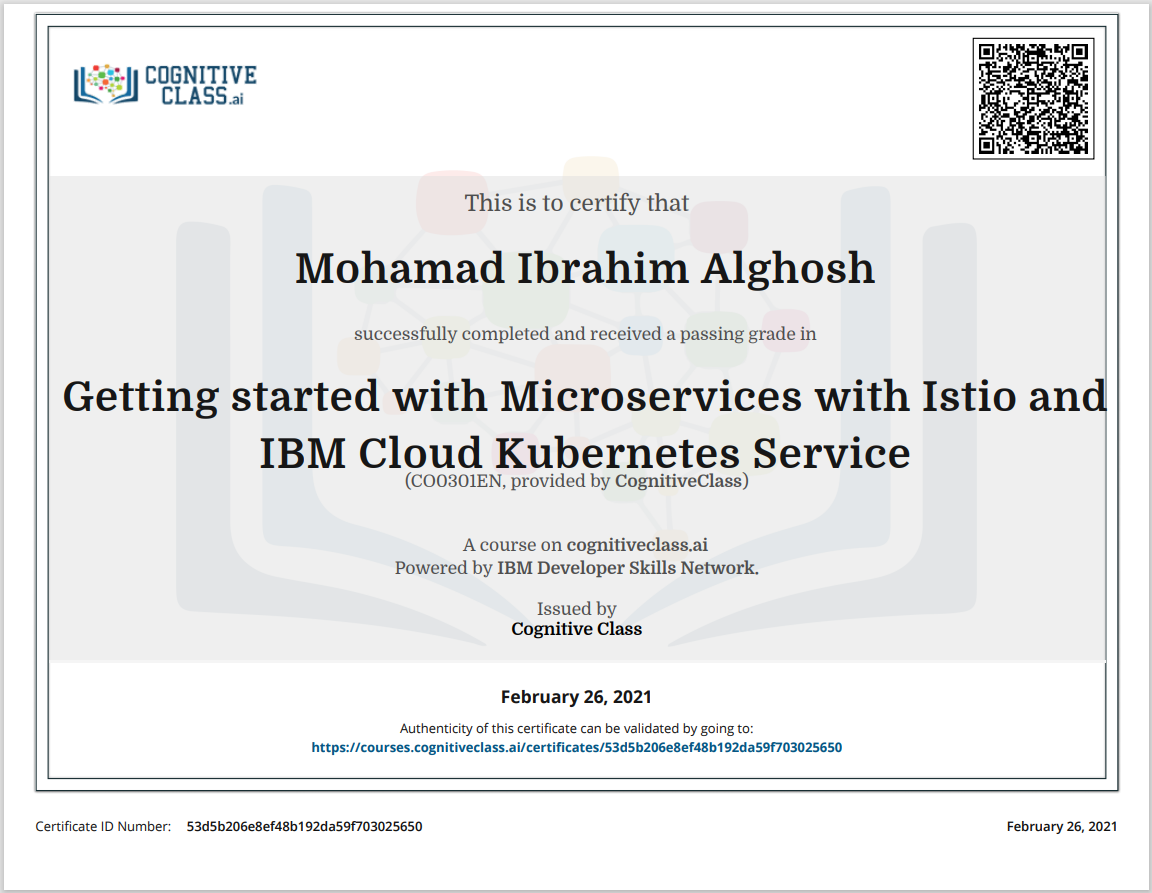 COGNITIVE
CLASS.ai
This is to certify that
Mohamad Ibrahim Alghosh
successfully completed and received a passing grade in
Getting started with Microservices with Istio and
IBM Cloud Kubernetes Service
(CO0301EN, provided by CognitiveClass)
A course on cognitiveclass.ai
Powered by IBM Developer Skills Network.
Issued by
Cognitive Class
February 26, 2021
Authenticity of this certificate can be validated by going to:
https://courses.cognitiveclass.ai/certificates/53d5b206e8ef48b192da59f703025650
Certificate ID Number: 53d5b206e8ef48b192da59f703025650
February 26, 2021